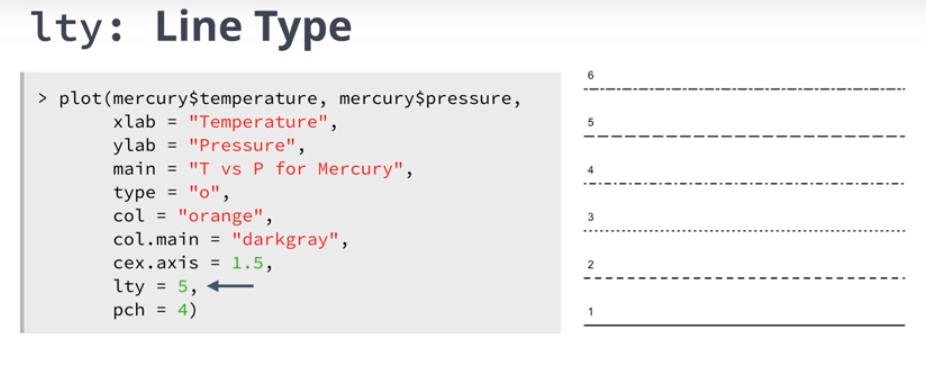 lty: Line Type
> plot(mercury$temperature, mercury$pressure,
xlab = "Temperature",
ylab = "Pressure",
main = "T vs P for Mercury",
type = "o",
col = "orange",
col.main = "darkgray",
cex.axis = 1.5,
lty = 5,
pch = 4)
6
5
4
3
2
1